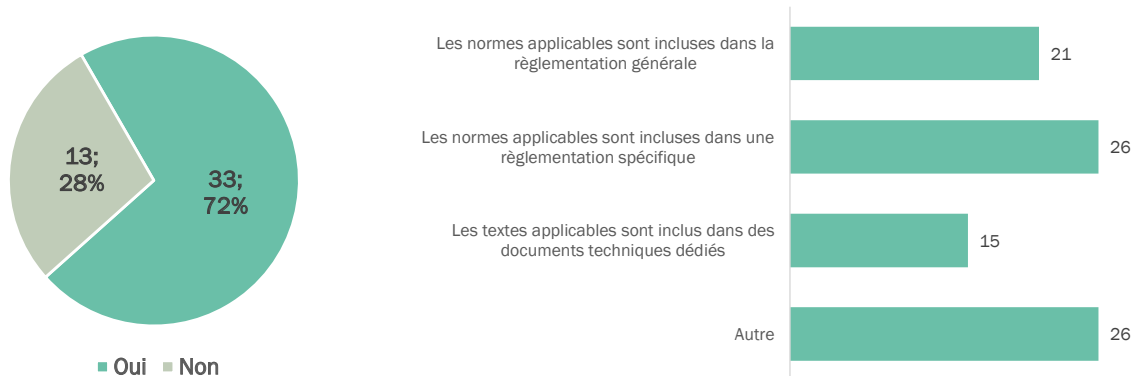 13;
28%
33;
72%
Oui
Non
Les normes applicables sont incluses dans la
règlementation générale
21
Les normes applicables sont incluses dans une
règlementation spécifique
26
Les textes applicables sont inclus dans des
documents techniques dédiés
15
Autre
26